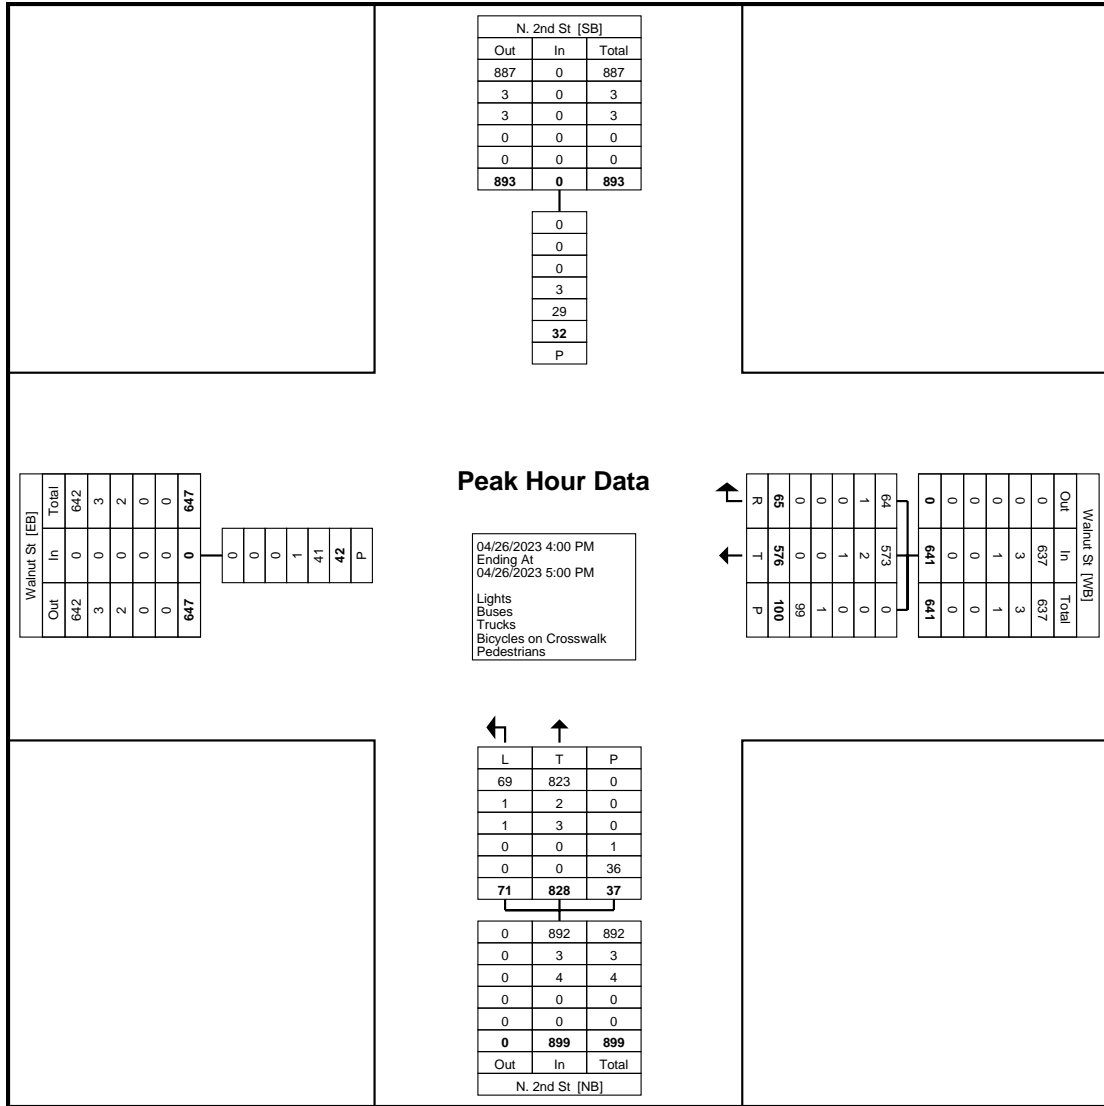 N. 2nd St [SB]
Out In Total
887 0 887
3 0 3
3 0 3
0 0 0
0 0 0
893 0 893
0
0
0
3
29
32
P
Walnut St [EB]
Total 642 3 2 0 0 647
In 0 0 0 0 0 0
Out 642 3 2 0 0 647
0 0 0 1 41 42 P
Peak Hour Data
04/26/2023 4:00 PM
Ending At
04/26/2023 5:00 PM
Lights
Buses
Trucks
Bicycles on Crosswalk
Pedestrians
R 65 0 0 0 1 64
T 576 0 0 1 2 573
P 100 99 1 0 0 0
0 0 0 0 0 0 Out
641 0 0 1 3 637 In
641 0 0 1 3 637 Total
Walnut St [WB]
L T P
69 823 0
1 2 0
1 3 0
0 0 1
0 0 36
71 828 37
0 892 892
0 3 3
0 4 4
0 0 0
0 0 0
0 899 899
Out In Total
N. 2nd St [NB]